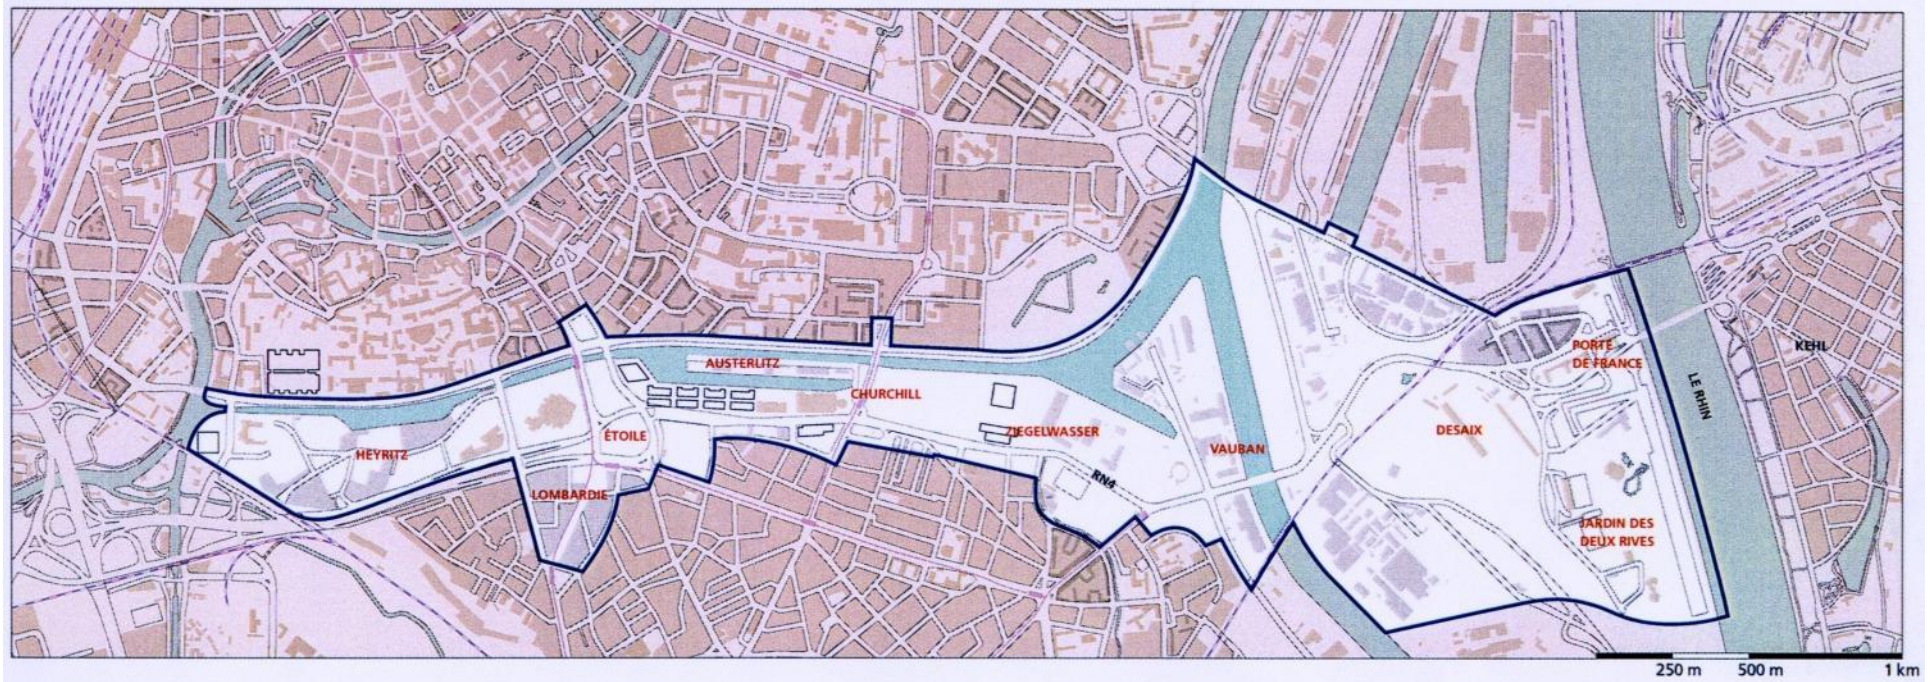 AUSTERLITZ
CHURCHILL
ÉTOILE
HEYRITZ
LOMBARDIE
ZIEGELWASSER
RN4
VAUBAN
DESAIX
PORTE
DE FRANCE
LE RHIN
KEHL
JARDIN DES
DEUX RIVES
250 m
500 m
1 km